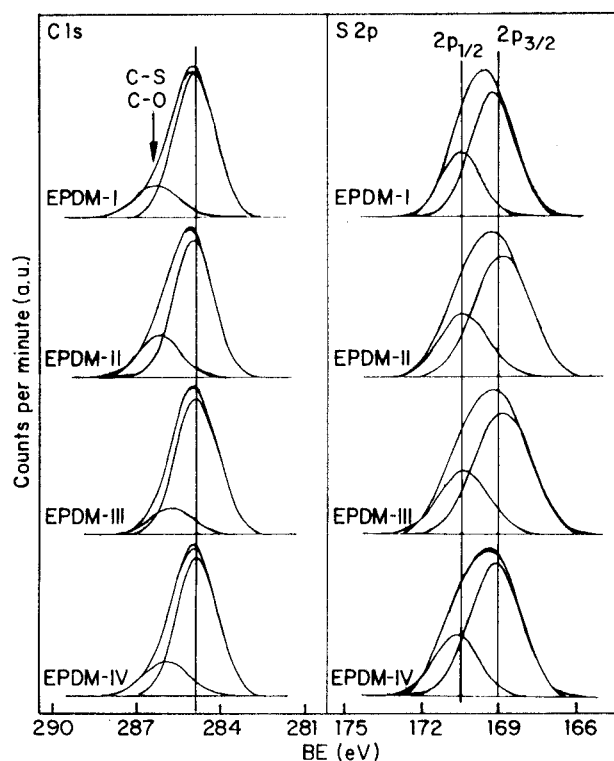 C 1s
S 2p
2p1/2
2p3/2
C-S
C-O
EPDM-I
EPDM-I
EPDM-II
EPDM-II
EPDM-III
EPDM-III
EPDM-IV
EPDM-IV
Counts per minute (a.u.)
290 287 284 281 175 172 169 166
BE (eV)